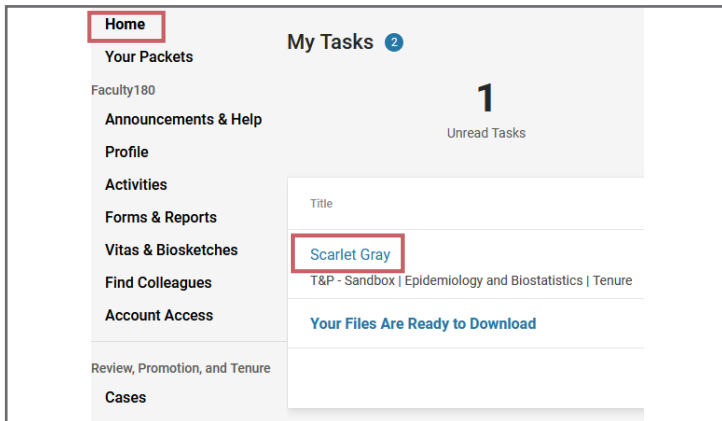 Home
Your Packets
Faculty180
Announcements & Help
Profile
Activities
Forms & Reports
Vitas & Biosketches
Find Colleagues
Account Access
Review, Promotion, and Tenure
Cases
My Tasks 2
1
Unread Tasks
Title
Scarlet Gray
T&P - Sandbox | Epidemiology and Biostatistics | Tenure
Your Files Are Ready to Download